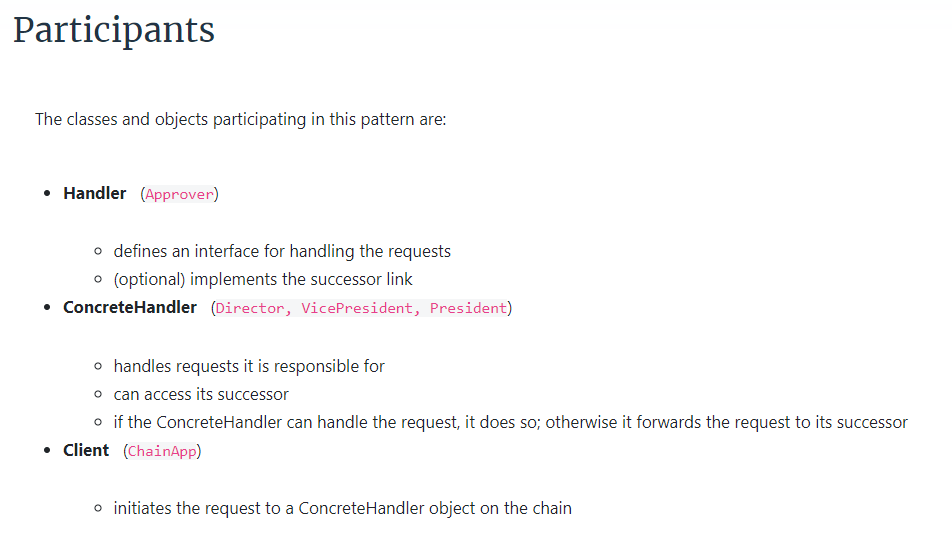 Participants
The classes and objects participating in this pattern are:
Handler (Approver)
defines an interface for handling the requests
(optional) implements the successor link
ConcreteHandler (Director, VicePresident, President)
handles requests it is responsible for
can access its successor
if the ConcreteHandler can handle the request, it does so; otherwise it forwards the request to its successor
Client (ChainApp)
initiates the request to a ConcreteHandler object on the chain